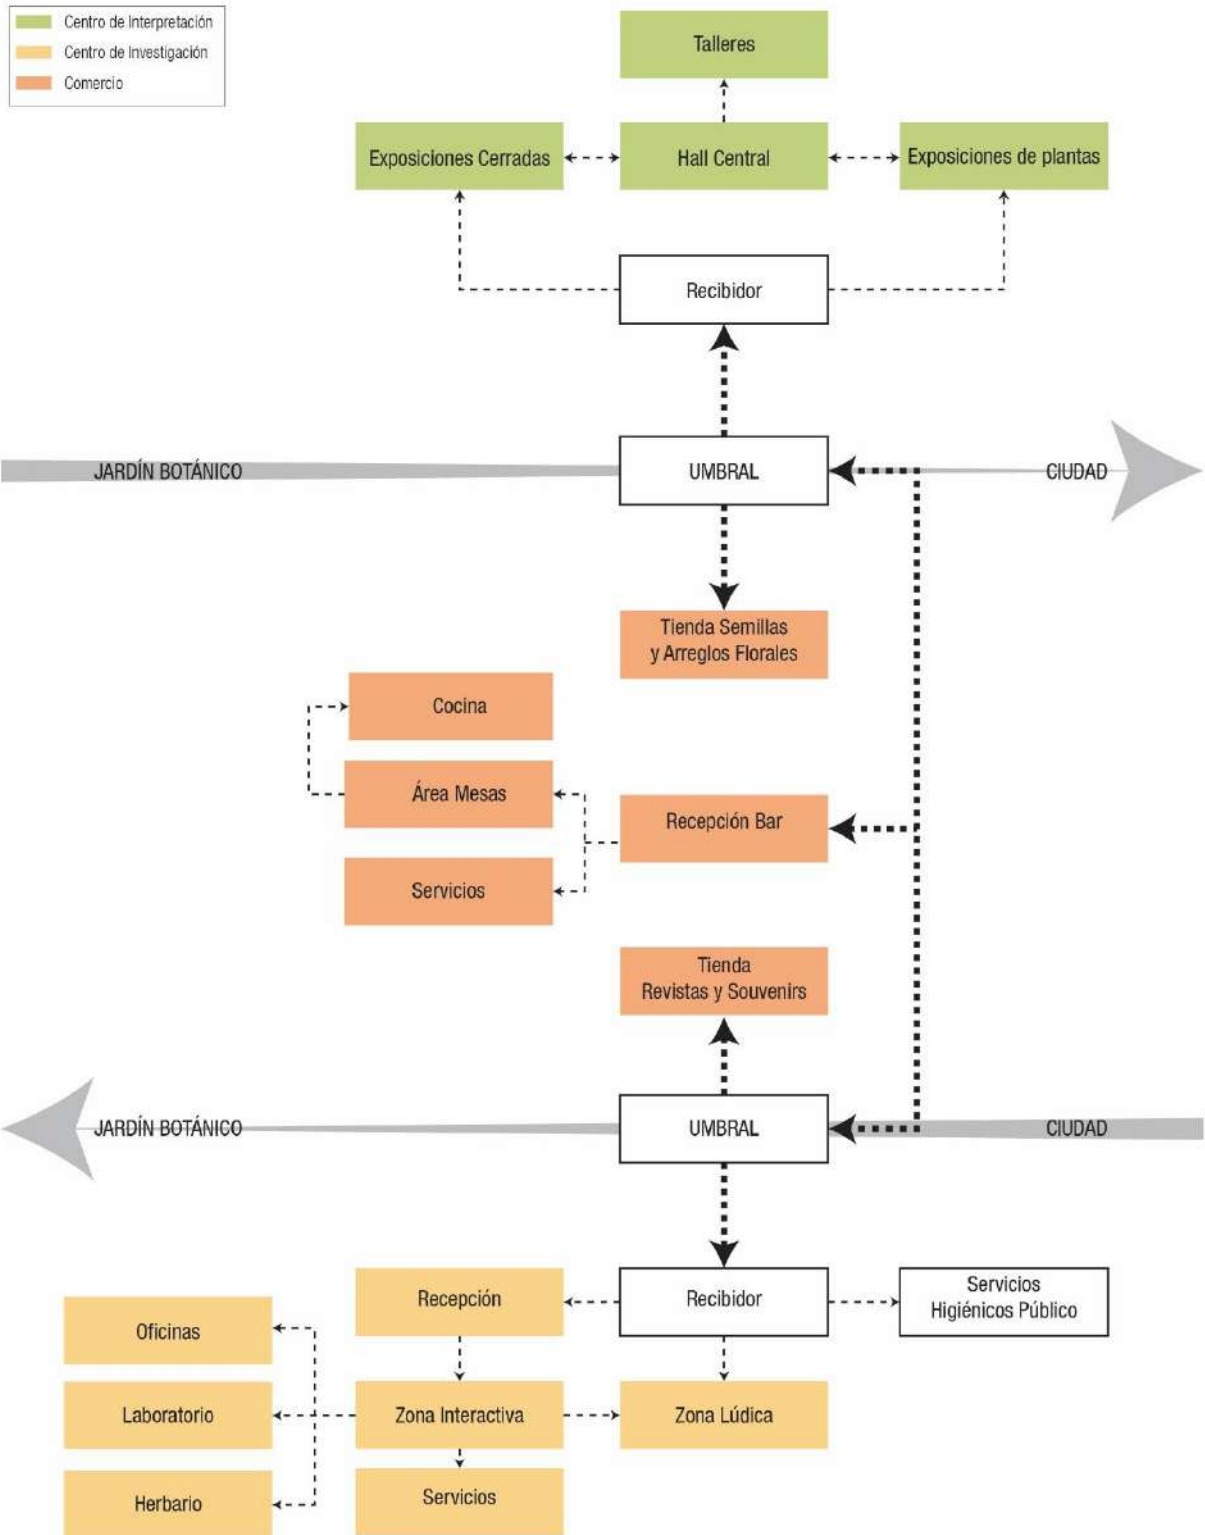 Centro de Interpretación
Centro de Investigación
Comercio
Talleres
Exposiciones Cerradas
Hall Central
Exposiciones de plantas
Recibidor
JARDÍN BOTÁNICO
UMBRAL
CIUDAD
Tienda Semillas
y Arreglos Florales
Cocina
Área Mesas
Recepción Bar
Servicios
Tienda
Revistas y Souvenirs
JARDÍN BOTÁNICO
UMBRAL
CIUDAD
Recepción
Recibidor
Servicios
Higiénicos Público
Oficinas
Laboratorio
Zona Interactiva
Zona Lúdica
Herbario
Servicios